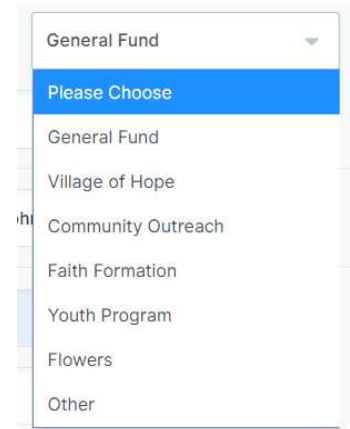 General Fund
Please Choose
General Fund
Village of Hope
Community Outreach
Faith Formation
Youth Program
Flowers
Other